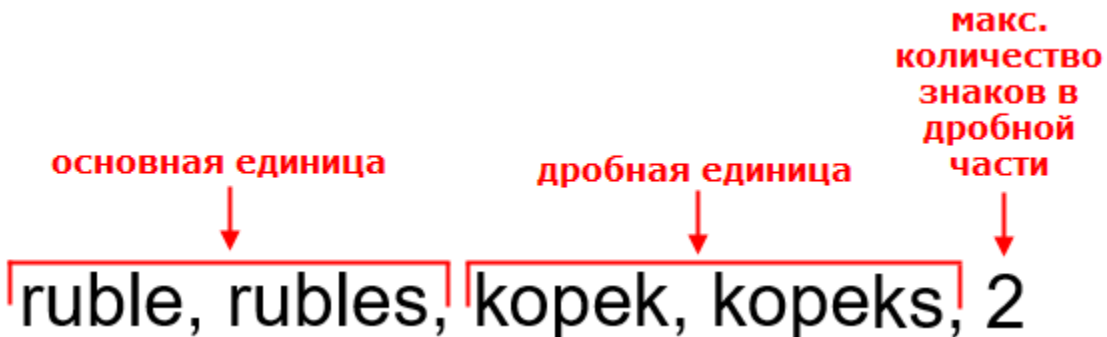 макс.
количество
знаков в
дробной
части
основная единица
дробная единица
ruble, rubles, kopek, kopeks, 2